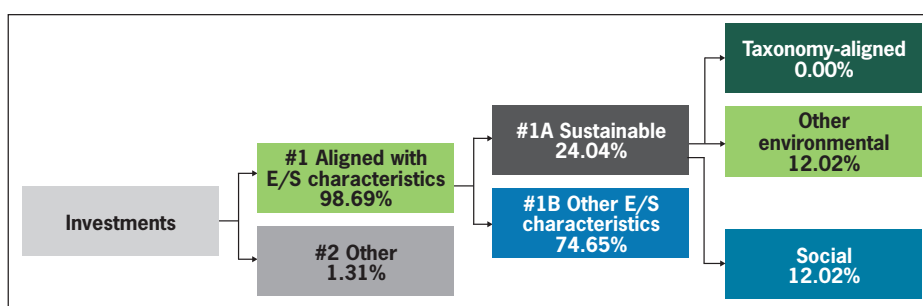 Investments
#1 Aligned with
E/S characteristics
98.69%
#2 Other
1.31%
#1A Sustainable
24.04%
#1B Other E/S
characteristics
74.65%
Taxonomy-aligned
0.00%
Other
environmental
12.02%
Social
12.02%